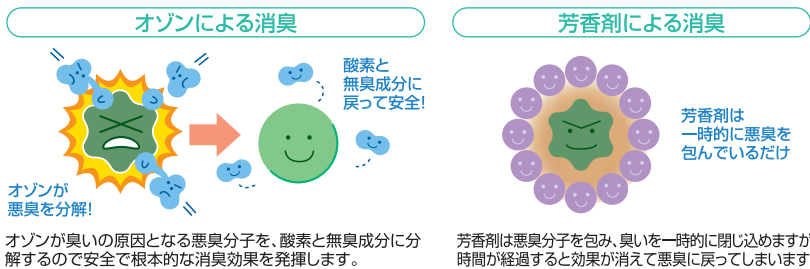 オゾンによる消臭
酸素と
無臭成分に
戻って安全!
オゾンが
悪臭を分解!
オゾンが臭いの原因となる悪臭分子を、酸素と無臭成分に分
解するので安全で根本的な消臭効果を発揮します。
芳香剤による消臭
芳香剤は
一時的に悪臭を
包んでいるだけ
芳香剤は悪臭分子を包み、臭いを一時的に閉じ込めますが
時間が経過すると効果が消えて悪臭に戻ってしまいます